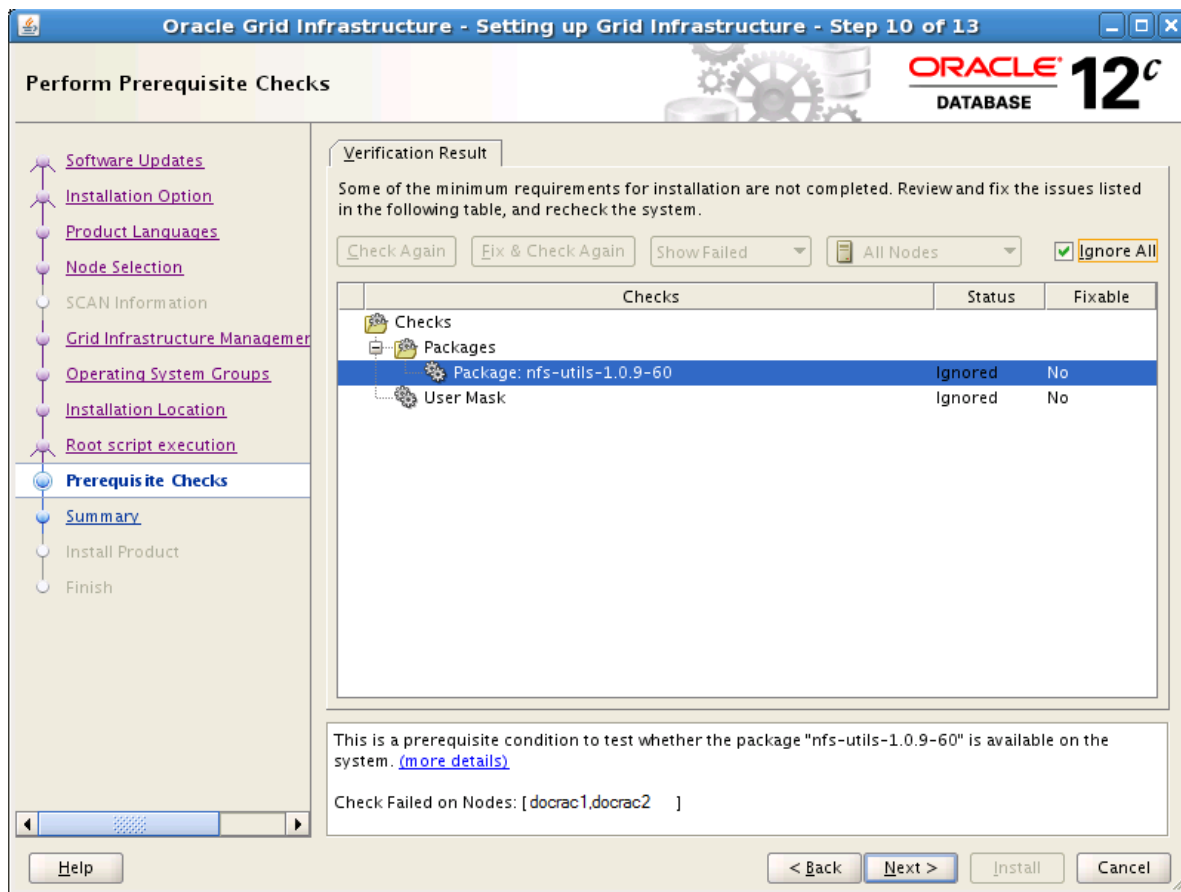 Oracle Grid Infrastructure - Setting up Grid Infrastructure - Step 10 of 13
Perform Prerequisite Checks
ORACLE
DATABASE
12c
Software Updates
Installation Option
Product Languages
Node Selection
SCAN Information
Grid Infrastructure Managemer
Operating System Groups
Installation Location
Root script execution
Prerequisite Checks
Summary
Install Product
Finish
Verification Result
Some of the minimum requirements for installation are not completed. Review and fix the issues listed
in the following table, and recheck the system.
Check Again Fix & Check Again Show Failed All Nodes Ignore All
Checks Status Fixable
Checks
Packages
Package: nfs-utils-1.0.9-60 Ignored No
User Mask Ignored No
This is a prerequisite condition to test whether the package "nfs-utils-1.0.9-60" is available on the
system. (more details)
Check Failed on Nodes: [docrac1,docrac2 ]
Help < Back Next > Install Cancel